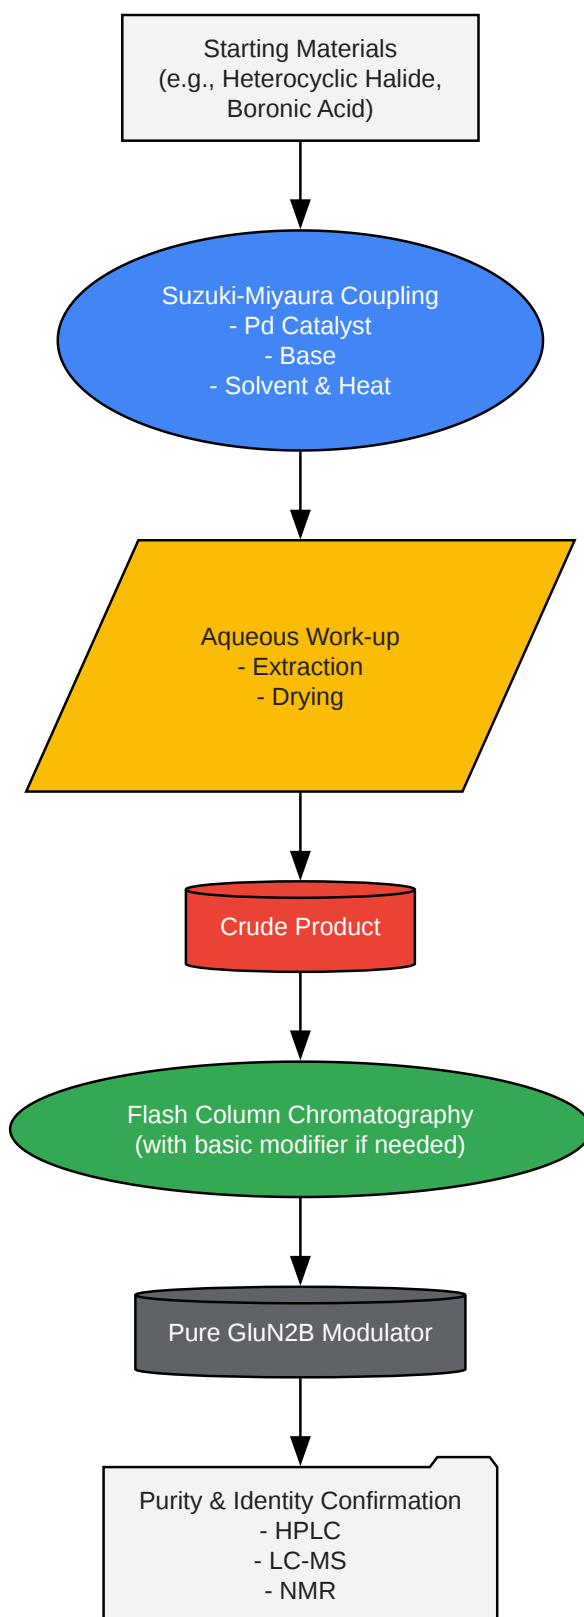 Starting Materials
(e.g., Heterocyclic Halide,
Boronic Acid)
Suzuki-Miyaura Coupling
- Pd Catalyst
- Base
- Solvent & Heat
Aqueous Work-up
- Extraction
- Drying
Crude Product
Flash Column Chromatography
(with basic modifier if needed)
Pure GluN2B Modulator
Purity & Identity Confirmation
- HPLC
- LC-MS
- NMR